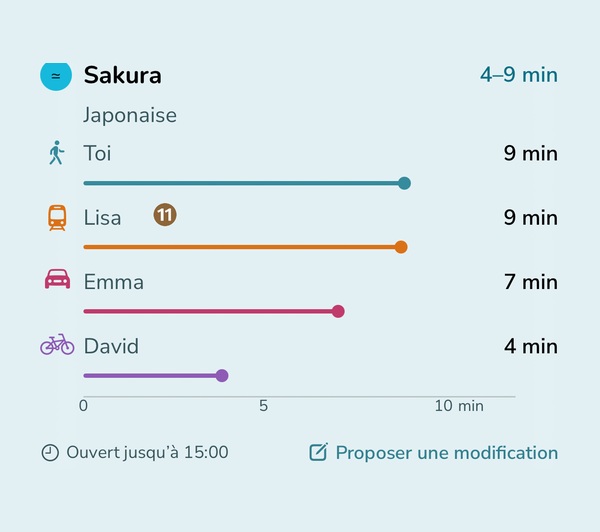 ≈ Sakura 4–9 min
Japonaise
Toi 9 min
Lisa 11 9 min
Emma 7 min
David 4 min
0 5 10 min
Ouvert jusqu’à 15:00 Proposer une modification